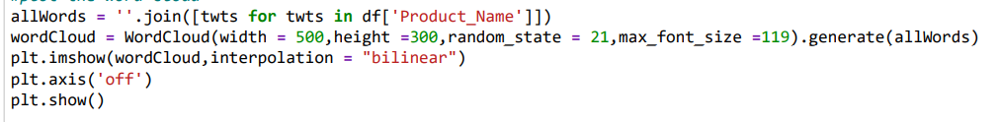 allWords = ''.join([twts for twts in df['Product_Name']])
wordCloud = WordCloud(width = 500,height =300,random_state = 21,max_font_size =119).generate(allWords)
plt.imshow(wordCloud,interpolation = "bilinear")
plt.axis('off')
plt.show()